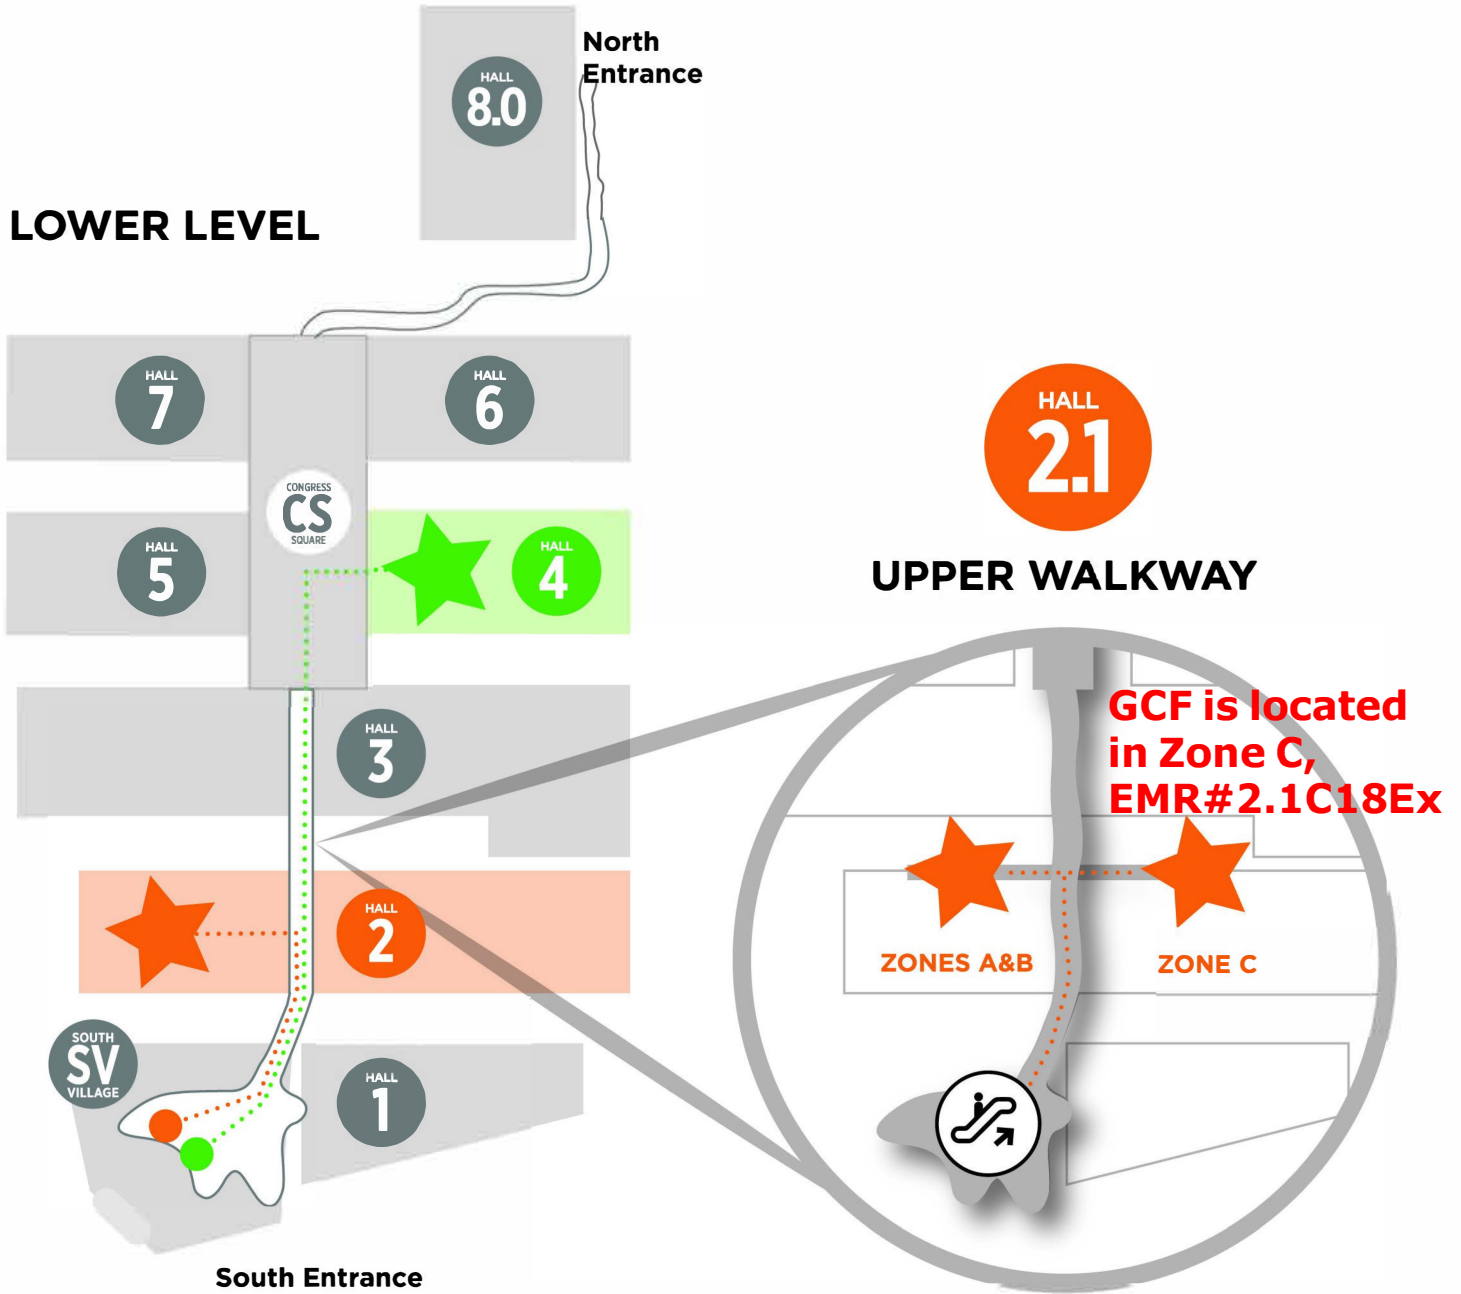 North
Entrance
HALL
8.0
LOWER LEVEL
HALL
7
HALL
6
CONGRESS
CS
SQUARE
HALL
5
HALL
4
HALL
3
HALL
2
SOUTH
SV
VILLAGE
HALL
1
South Entrance
HALL
2.1
UPPER WALKWAY
GCF is located
in Zone C,
EMR#2.1C18Ex
ZONES A&B
ZONE C